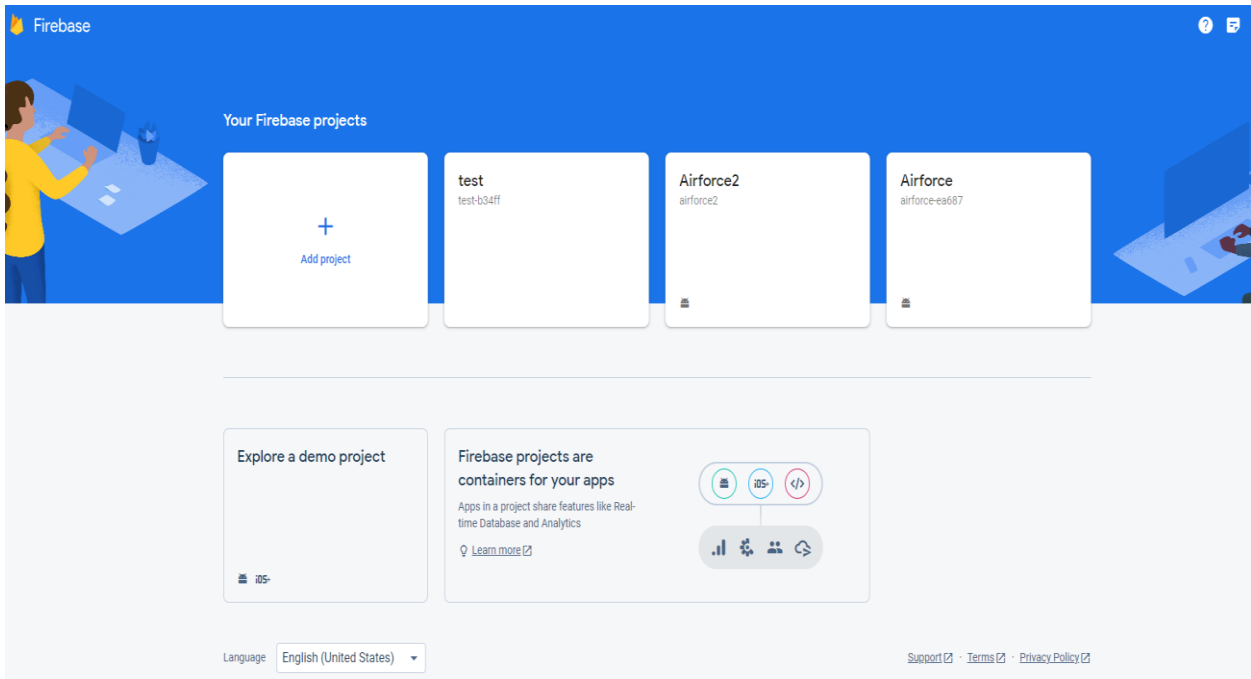 Firebase
Your Firebase projects
Add project
test
test-b34ff
Airforce2
airforce2
Airforce
airforce-ea687
Explore a demo project
iOS+
Firebase projects are
containers for your apps
Apps in a project share features like Real-
time Database and Analytics
Learn more
iOS+
Language
English (United States)
Support · Terms · Privacy Policy